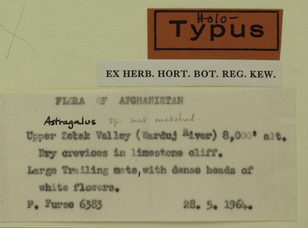 Holo-
Typus
EX HERB. HORT. BOT. REG. KEW.
FLORA OF AFGHANISTAN
Astragalus sp. not matched
Upper Zebak Valley (Warduj River) 8,000' alt.
Dry crevices in limestone cliff.
Large Trailing mats, with dense heads of
white flowers.
P. Furse 6383 28. 5. 1964.